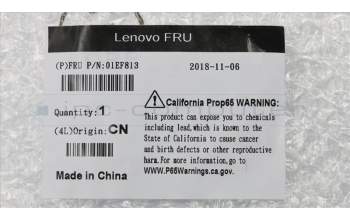 Lenovo FRU
(P)FRU P/N:01EF813
2018-11-06
Quantity:1
(4L)Origin:CN
Made in China
California Prop65 WARNING:
This product can expose you to chemicals
including lead,which is known to the
State of California to cause cancer
and birth defects or other reproductive
harm.For more information go to
www.P65Warnings.ca.gov.